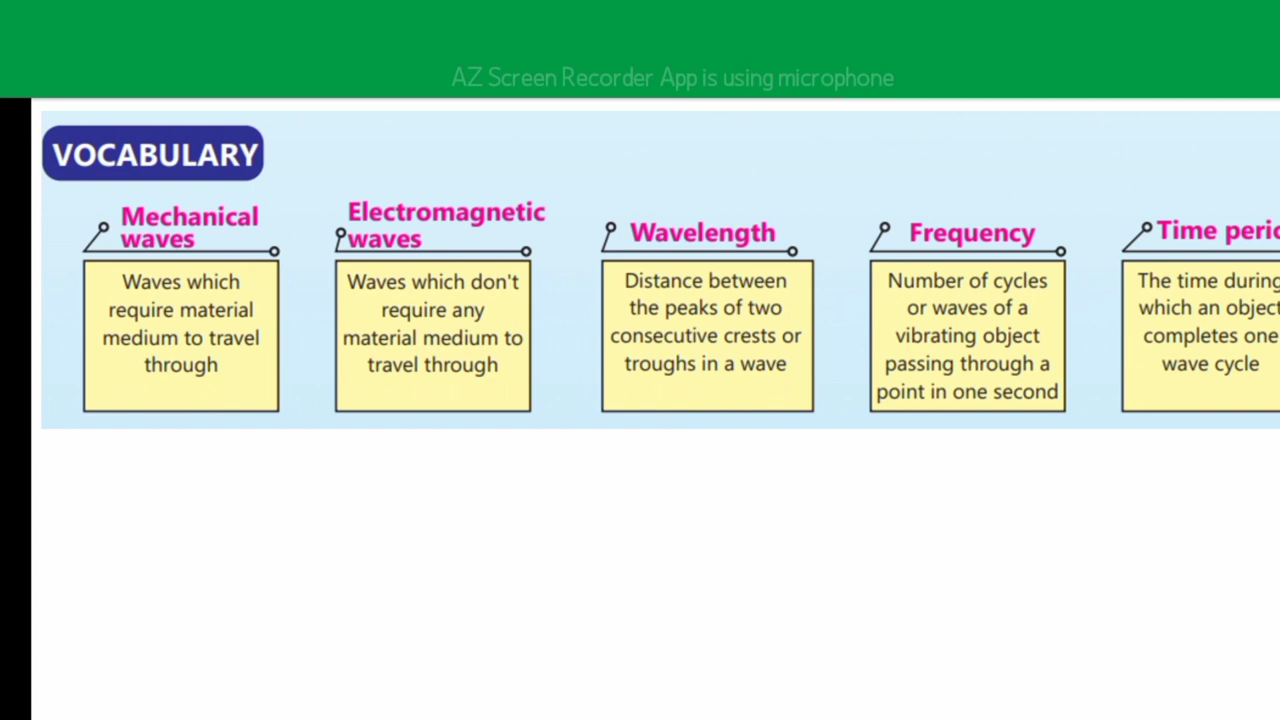 AZ Screen Recorder App is using microphone
VOCABULARY
Mechanical
waves
Waves which
require material
medium to travel
through
Electromagnetic
waves
Waves which don't
require any
material medium to
travel through
Wavelength
Distance between
the peaks of two
consecutive crests or
troughs in a wave
Frequency
Number of cycles
or waves of a
vibrating object
passing through a
point in one second
Time perio
The time during
which an object
completes one
wave cycle